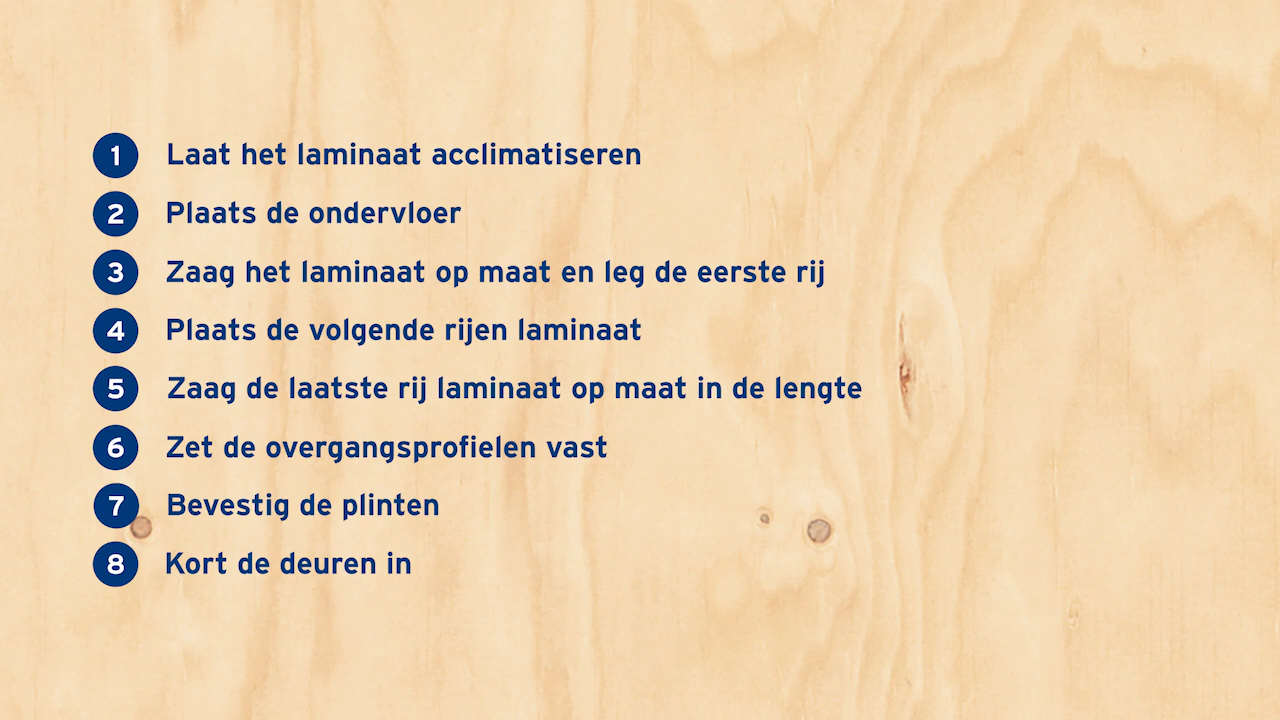 1 Laat het laminaat acclimatiseren
2 Plaats de ondervloer
3 Zaag het laminaat op maat en leg de eerste rij
4 Plaats de volgende rijen laminaat
5 Zaag de laatste rij laminaat op maat in de lengte
6 Zet de overgangsprofielen vast
7 Bevestig de plinten
8 Kort de deuren in